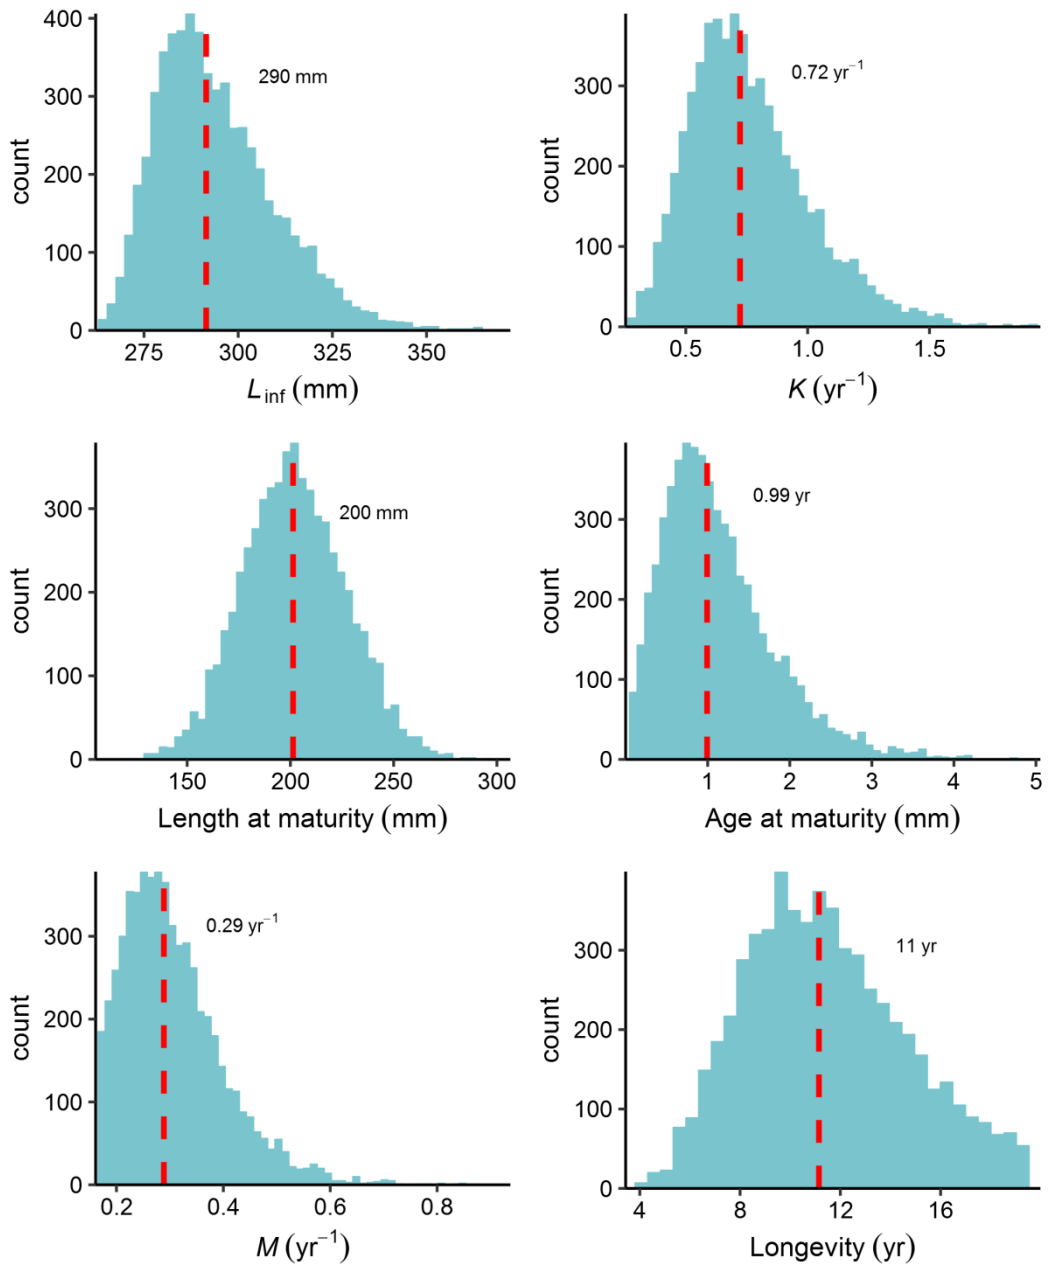 400
300
200
100
0
count
290 mm
275 300 325 350
L inf (mm)
300
200
100
0
count
0.72 yr⁻¹
0.5 1.0 1.5
K (yr⁻¹)
300
200
100
0
count
200 mm
150 200 250 300
Length at maturity (mm)
300
200
100
0
count
0.99 yr
1 2 3 4 5
Age at maturity (mm)
300
200
100
0
count
0.29 yr⁻¹
0.2 0.4 0.6 0.8
M (yr⁻¹)
300
200
100
0
count
11 yr
4 8 12 16
Longevity (yr)